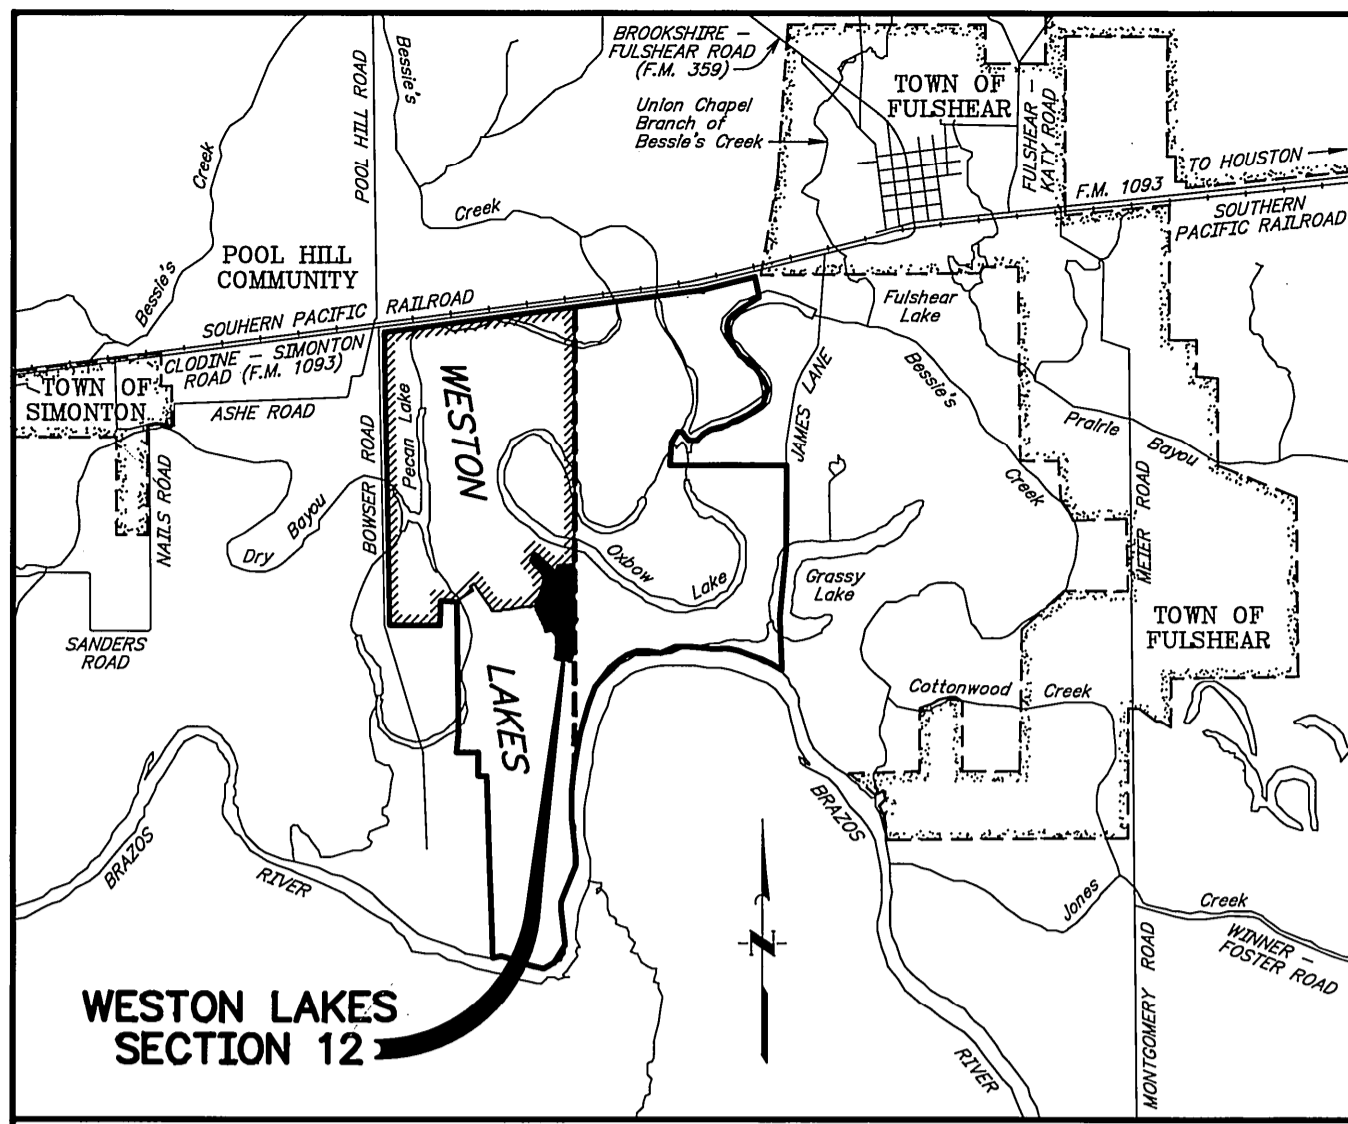 BROOKSHIRE –
FULSHEAR ROAD
(F.M. 359)
TOWN OF
FULSHEAR
Union Chapel
Branch of
Bessie's Creek
FULSHEAR –
KATY ROAD
TO HOUSTON
F.M. 1093
SOUTHERN
PACIFIC RAILROAD
POOL HILL ROAD
Bessie's
Creek
Creek
Bessie's
POOL HILL
COMMUNITY
SOUHERN PACIFIC RAILROAD
CLODINE – SIMONTON
ROAD (F.M. 1093)
TOWN OF
SIMONTON
ASHE ROAD
NAILS ROAD
BOWSER ROAD
Pecan Lake
WESTON
LAKES
Fulshear
Lake
JAMES LANE
Bessie's
Creek
Prairie
Bayou
MEIER ROAD
Dry Bayou
Oxbow
Lake
Grassy
Lake
SANDERS
ROAD
TOWN OF
FULSHEAR
Cottonwood Creek
BRAZOS
RIVER
BRAZOS
RIVER
Jones
Creek
WINNER –
FOSTER ROAD
MONTGOMERY ROAD
N
WESTON LAKES
SECTION 12